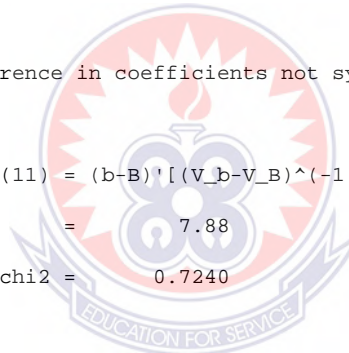 rence in coefficients not sy
(11) = (b-B)'[(V_b-V_B)^(-1
= 7.88
chi2 = 0.7240
EDUCATION FOR SERVICE